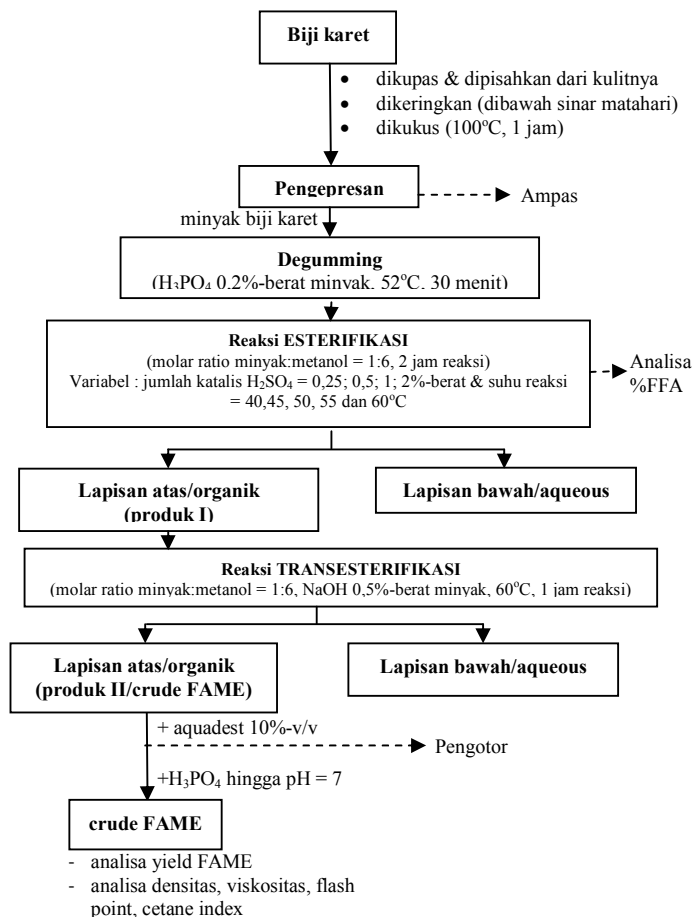 Biji karet
• dikupas & dipisahkan dari kulitnya
• dikeringkan (dibawah sinar matahari)
• dikukus (100°C, 1 jam)
Pengepresan
Ampas
minyak biji karet
Degumming
(H₃PO₄ 0,2%-berat minyak, 52°C, 30 menit)
Reaksi ESTERIFIKASI
(molar ratio minyak:metanol = 1:6, 2 jam reaksi)
Variabel : jumlah katalis H₂SO₄ = 0,25; 0,5; 1; 2%-berat & suhu reaksi
= 40,45, 50, 55 dan 60°C
Analisa
%FFA
Lapisan atas/organik
(produk I)
Lapisan bawah/aqueous
Reaksi TRANSESTERIFIKASI
(molar ratio minyak:metanol = 1:6, NaOH 0,5%-berat minyak, 60°C, 1 jam reaksi)
Lapisan atas/organik
(produk II/crude FAME)
Lapisan bawah/aqueous
+ aquadest 10%-v/v
Pengotor
+H₃PO₄ hingga pH = 7
crude FAME
- analisa yield FAME
- analisa densitas, viskositas, flash
point, cetane index